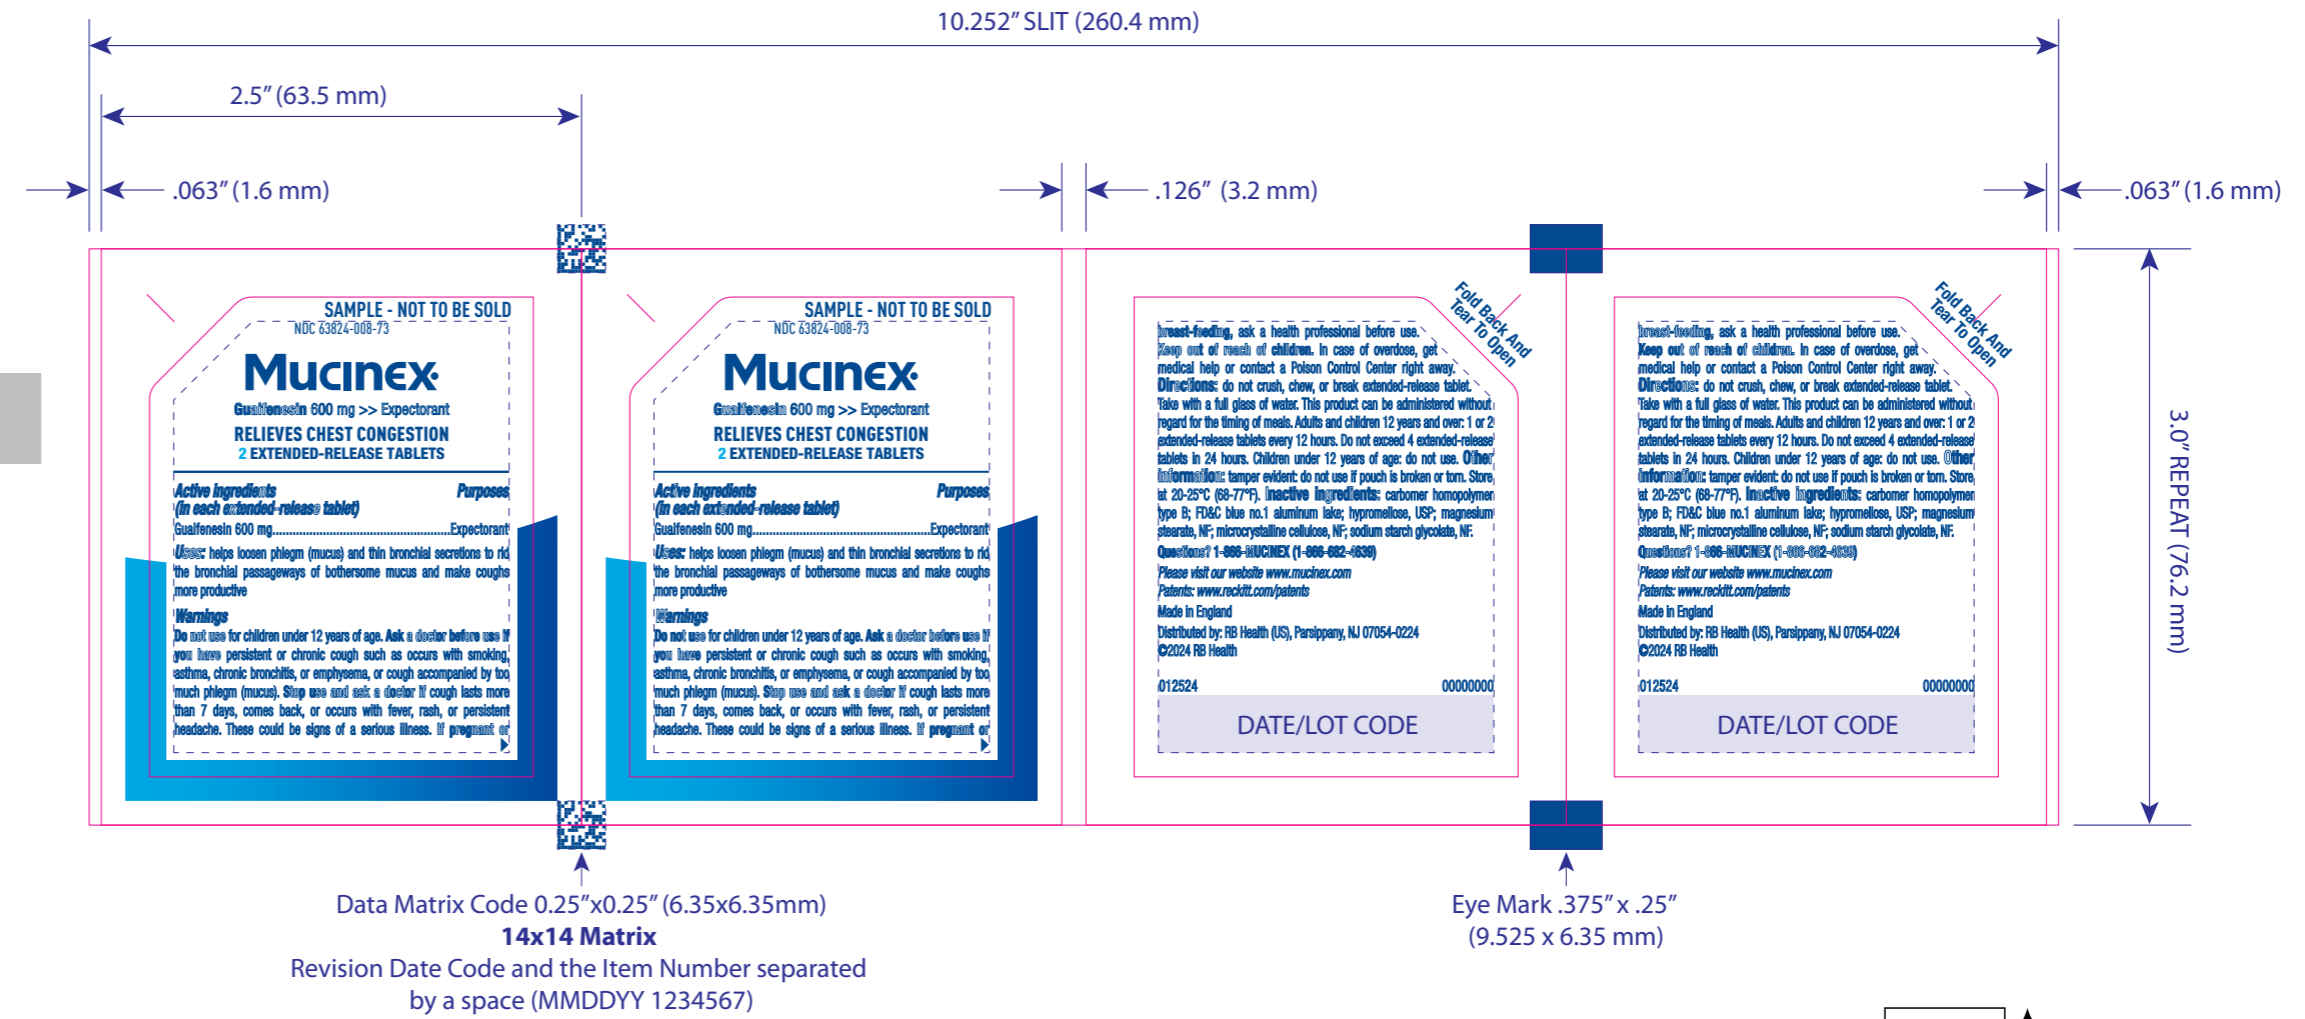 10.252” SLIT (260.4 mm)
2.5” (63.5 mm)
.063” (1.6 mm)
.126” (3.2 mm)
.063” (1.6 mm)
SAMPLE - NOT TO BE SOLD
NDC 63824-008-73
Mucinex
Guaifenesin 600 mg >> Expectorant
RELIEVES CHEST CONGESTION
2 EXTENDED-RELEASE TABLETS
Active ingredients Purposes
(in each extended-release tablet)
Guaifenesin 600 mg......................................................Expectorant
Uses: helps loosen phlegm (mucus) and thin bronchial secretions to rid
the bronchial passageways of bothersome mucus and make coughs
more productive
Warnings
Do not use for children under 12 years of age. Ask a doctor before use if
you have persistent or chronic cough such as occurs with smoking,
asthma, chronic bronchitis, or emphysema, or cough accompanied by too
much phlegm (mucus). Stop use and ask a doctor if cough lasts more
than 7 days, comes back, or occurs with fever, rash, or persistent
headache. These could be signs of a serious illness. If pregnant or
SAMPLE - NOT TO BE SOLD
NDC 63824-008-73
Mucinex
Guaifenesin 600 mg >> Expectorant
RELIEVES CHEST CONGESTION
2 EXTENDED-RELEASE TABLETS
Active ingredients Purposes
(in each extended-release tablet)
Guaifenesin 600 mg......................................................Expectorant
Uses: helps loosen phlegm (mucus) and thin bronchial secretions to rid
the bronchial passageways of bothersome mucus and make coughs
more productive
Warnings
Do not use for children under 12 years of age. Ask a doctor before use if
you have persistent or chronic cough such as occurs with smoking,
asthma, chronic bronchitis, or emphysema, or cough accompanied by too
much phlegm (mucus). Stop use and ask a doctor if cough lasts more
than 7 days, comes back, or occurs with fever, rash, or persistent
headache. These could be signs of a serious illness. If pregnant or
Fold Back And
Tear To Open
breast-feeding, ask a health professional before use.
Keep out of reach of children. In case of overdose, get
medical help or contact a Poison Control Center right away.
Directions: do not crush, chew, or break extended-release tablet.
Take with a full glass of water. This product can be administered without
regard for the timing of meals. Adults and children 12 years and over: 1 or 2
extended-release tablets every 12 hours. Do not exceed 4 extended-release
tablets in 24 hours. Children under 12 years of age: do not use. Other
information: tamper evident: do not use if pouch is broken or torn. Store
at 20-25°C (68-77°F). Inactive ingredients: carbomer homopolymer
type B; FD&C blue no.1 aluminum lake; hypromellose, USP; magnesium
stearate, NF; microcrystalline cellulose, NF; sodium starch glycolate, NF.
Questions? 1-866-MUCINEX (1-866-682-4639)
Please visit our website www.mucinex.com
Patents: www.reckitt.com/patents
Made in England
Distributed by: RB Health (US), Parsippany, NJ 07054-0224
©2024 RB Health
012524 00000000
DATE/LOT CODE
Fold Back And
Tear To Open
breast-feeding, ask a health professional before use.
Keep out of reach of children. In case of overdose, get
medical help or contact a Poison Control Center right away.
Directions: do not crush, chew, or break extended-release tablet.
Take with a full glass of water. This product can be administered without
regard for the timing of meals. Adults and children 12 years and over: 1 or 2
extended-release tablets every 12 hours. Do not exceed 4 extended-release
tablets in 24 hours. Children under 12 years of age: do not use. Other
information: tamper evident: do not use if pouch is broken or torn. Store
at 20-25°C (68-77°F). Inactive ingredients: carbomer homopolymer
type B; FD&C blue no.1 aluminum lake; hypromellose, USP; magnesium
stearate, NF; microcrystalline cellulose, NF; sodium starch glycolate, NF.
Questions? 1-866-MUCINEX (1-866-682-4639)
Please visit our website www.mucinex.com
Patents: www.reckitt.com/patents
Made in England
Distributed by: RB Health (US), Parsippany, NJ 07054-0224
©2024 RB Health
012524 00000000
DATE/LOT CODE
3.0” REPEAT (76.2 mm)
Data Matrix Code 0.25”x0.25” (6.35x6.35mm)
14x14 Matrix
Revision Date Code and the Item Number separated
by a space (MMDDYY 1234567)
Eye Mark .375” x .25”
(9.525 x 6.35 mm)